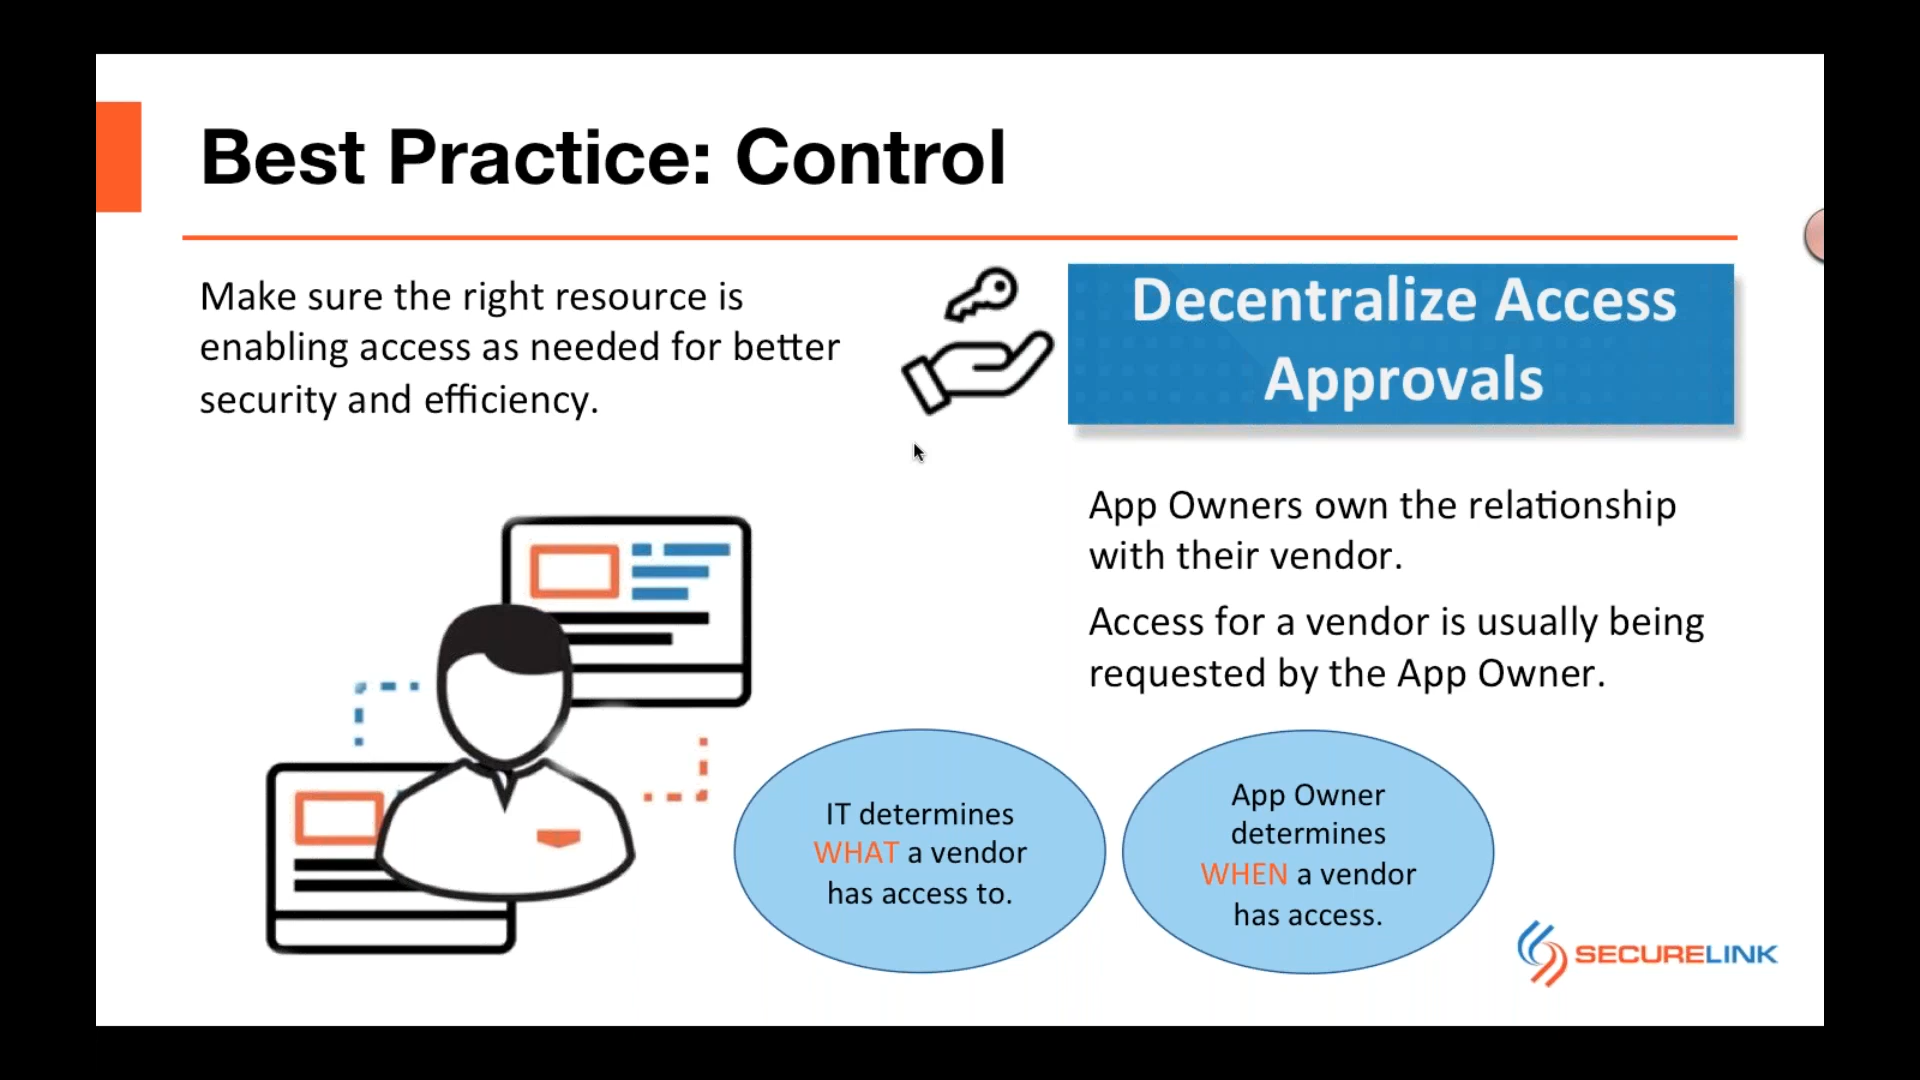 Best Practice: Control
Make sure the right resource is
enabling access as needed for better
security and efficiency.
Decentralize Access
Approvals
App Owners own the relationship
with their vendor.
Access for a vendor is usually being
requested by the App Owner.
IT determines
WHAT a vendor
has access to.
App Owner
determines
WHEN a vendor
has access.
SECURELINK